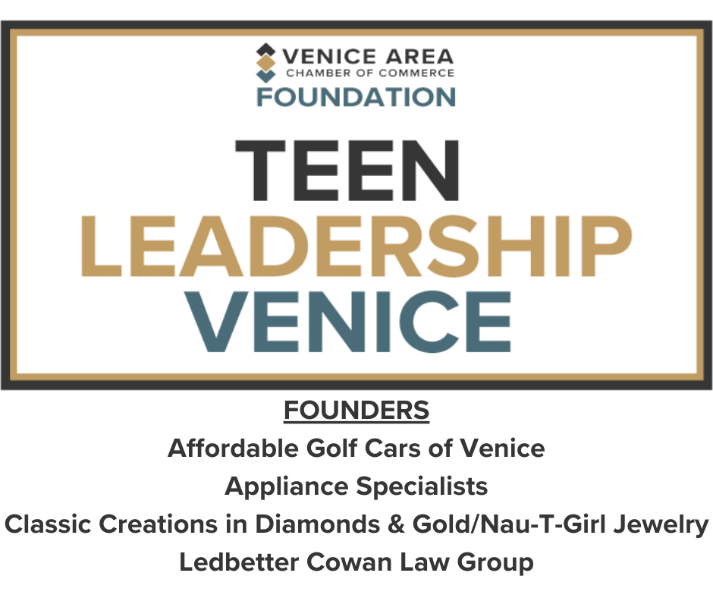 VENICE AREA
CHAMBER OF COMMERCE
FOUNDATION
TEEN
LEADERSHIP
VENICE
FOUNDERS
Affordable Golf Cars of Venice
Appliance Specialists
Classic Creations in Diamonds & Gold/Nau-T-Girl Jewelry
Ledbetter Cowan Law Group